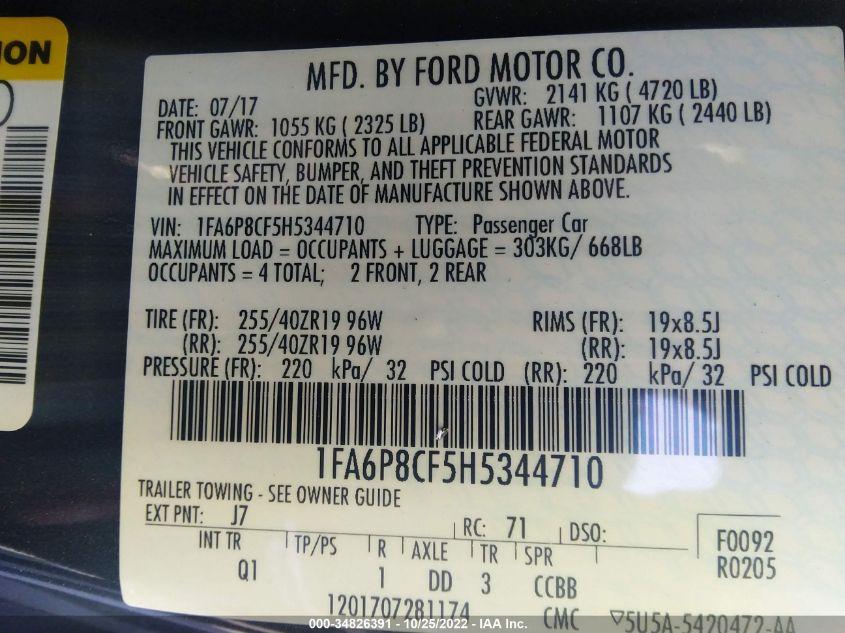 ION
MFD. BY FORD MOTOR CO.
DATE: 07/17 GVWR: 2141 KG ( 4720 LB)
FRONT GAWR: 1055 KG ( 2325 LB) REAR GAWR: 1107 KG ( 2440 LB)
THIS VEHICLE CONFORMS TO ALL APPLICABLE FEDERAL MOTOR
VEHICLE SAFETY, BUMPER, AND THEFT PREVENTION STANDARDS
IN EFFECT ON THE DATE OF MANUFACTURE SHOWN ABOVE.
VIN: 1FA6P8CF5H5344710 TYPE: Passenger Car
MAXIMUM LOAD = OCCUPANTS + LUGGAGE = 303KG/ 668LB
OCCUPANTS = 4 TOTAL; 2 FRONT, 2 REAR
TIRE (FR): 255/40ZR19 96W RIMS (FR): 19x8.5J
(RR): 255/40ZR19 96W (RR): 19x8.5J
PRESSURE (FR): 220 kPa/ 32 PSI COLD (RR): 220 kPa/ 32 PSI COLD
1FA6P8CF5H5344710
TRAILER TOWING - SEE OWNER GUIDE
EXT PNT: J7 RC: 71 DSO: F0092
INT TR TP/PS R AXLE TR SPR R0205
Q1 1 DD 3 CCBB
1201707281174 CMC ▽5U5A-5420472-AA
000-34826391 - 10/25/2022 - IAA Inc.